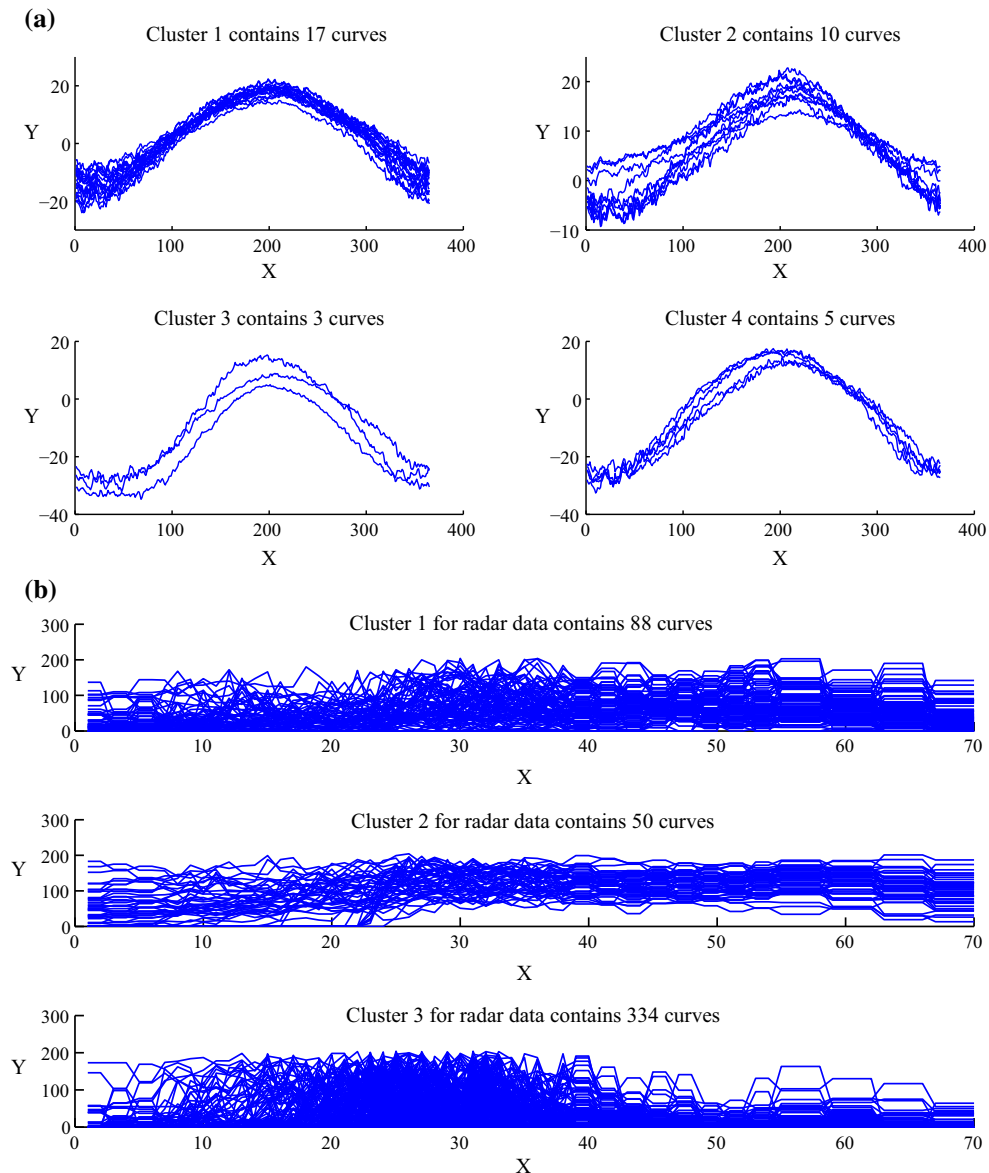 (a)
Cluster 1 contains 17 curves
20
0
−20
Y
0 100 200 300 400
X
Cluster 2 contains 10 curves
20
10
0
−10
Y
0 100 200 300 400
X
Cluster 3 contains 3 curves
20
0
−20
−40
Y
0 100 200 300 400
X
Cluster 4 contains 5 curves
20
0
−20
−40
Y
0 100 200 300 400
X
(b)
Cluster 1 for radar data contains 88 curves
300
200
100
0
Y
0 10 20 30 40 50 60 70
X
Cluster 2 for radar data contains 50 curves
300
200
100
0
Y
0 10 20 30 40 50 60 70
X
Cluster 3 for radar data contains 334 curves
300
200
100
0
Y
0 10 20 30 40 50 60 70
X